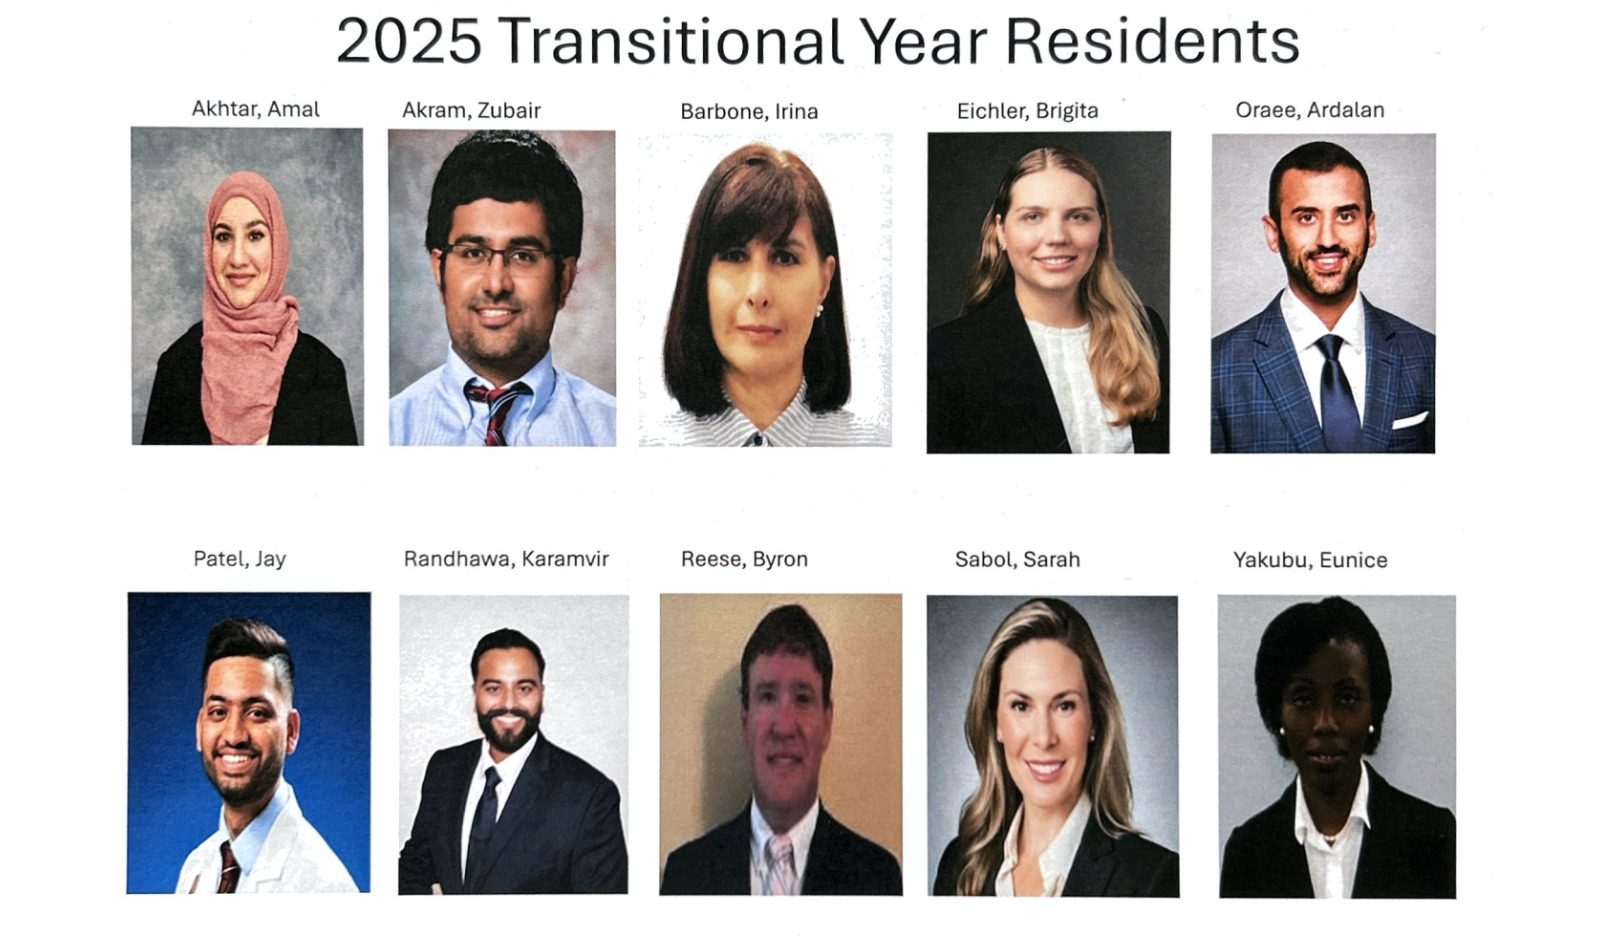 2025 Transitional Year Residents
Akhtar, Amal
Akram, Zubair
Barbone, Irina
Eichler, Brigita
Oraee, Ardalan
Patel, Jay
Randhawa, Karamvir
Reese, Byron
Sabol, Sarah
Yakubu, Eunice